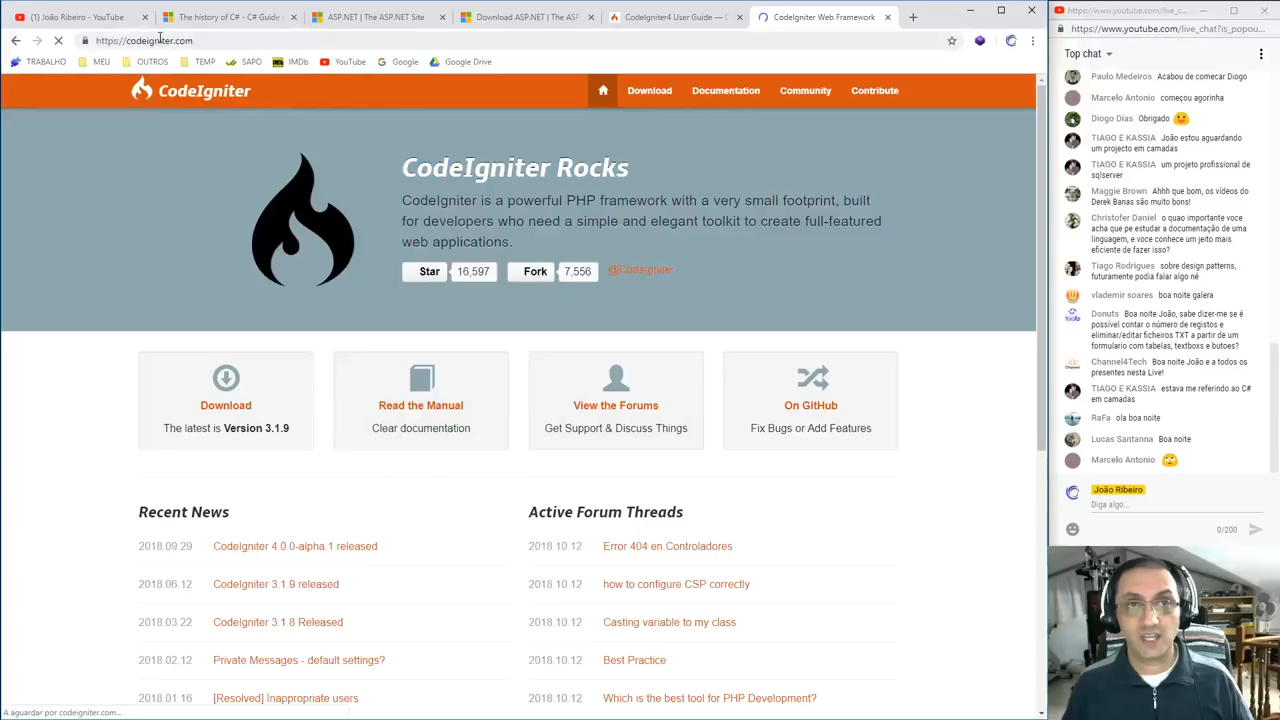 (1) João Ribeiro - YouTube
The history of C# - C# Guide
ASP.NET | The ASP.NET Site
Download ASP.NET | The ASP
CodeIgniter4 User Guide —
CodeIgniter Web Framework
https://codeigniter.com
TRABALHO
MEU
OUTROS
TEMP
SAPO
IMDb
YouTube
Google
Google Drive
CodeIgniter
Download
Documentation
Community
Contribute
CodeIgniter Rocks
CodeIgniter is a powerful PHP framework with a very small footprint, built
for developers who need a simple and elegant toolkit to create full-featured
web applications.
Star
16,597
Fork
7,556
@CodeIgniter
Download
The latest is Version 3.1.9
Read the Manual
Clear documentation
View the Forums
Get Support & Discuss Things
On GitHub
Fix Bugs or Add Features
Recent News
2018.09.29 CodeIgniter 4.0.0-alpha.1 released
2018.06.12 CodeIgniter 3.1.9 released
2018.03.22 CodeIgniter 3.1.8 Released
2018.02.12 Private Messages - default settings?
2018.01.16 [Resolved] Inappropriate users
Active Forum Threads
2018.10.12 Error 404 en Controladores
2018.10.12 how to configure CSP correctly
2018.10.12 Casting variable to my class
2018.10.12 Best Practice
2018.10.12 Which is the best tool for PHP Development?
A aguardar por codeigniter.com...
https://www.youtube.com/live_c...
https://www.youtube.com/live_chat?is_popou...
Top chat
Paulo Medeiros Acabou de comecar Diogo
Marcelo Antonio começou agorinha
Diogo Dias Obrigado
TIAGO E KASSIA João estou aguardando
um projecto em camadas
TIAGO E KASSIA um projeto profissional de
sqlserver
Maggie Brown Ahhh que bom, os vídeos do
Derek Banas são muito bons!
Christofer Daniel o quao importante voce
acha que pe estudar a documentação de uma
linguagem, e voce conhece um jeito mais
eficiente de fazer isso?
Tiago Rodrigues sobre design patterns,
futuramente podia falar algo né
vlademir soares boa noite galera
Donuts Boa noite João, sabe dizer-me se é
possivel contar o número de registos e
eliminar/editar ficheiros TXT a partir de um
formulario com tabelas, textboxs e butoes?
Channel4Tech Boa noite João e a todos os
presentes nesta Live!
TIAGO E KASSIA estava me referindo ao C#
em camadas
RaFa ola boa noite
Lucas Santanna Boa noite
Marcelo Antonio
João Ribeiro
Diga algo...
0/200